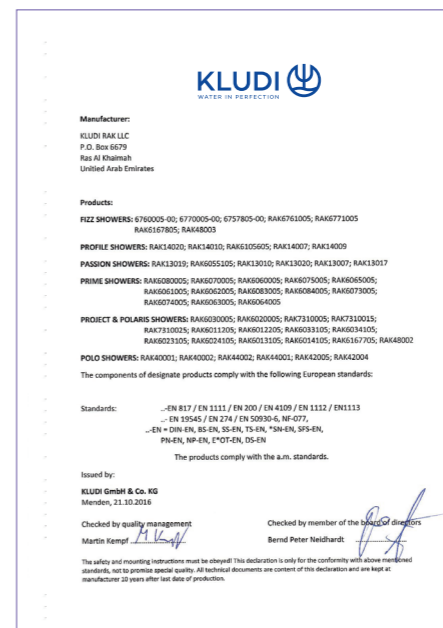 KLUDI
WATER IN PERFECTION
Manufacturer:
KLUDI RAK LLC
P.O. Box 6679
Ras Al Khaimah
Unitied Arab Emirates
Products:
FIZZ SHOWERS: 6760005-00; 6770005-00; 6757805-00; RAK6761005; RAK6771005
RAK6167805; RAK48003
PROFILE SHOWERS: RAK14020; RAK14010; RAK6105605; RAK14007; RAK14009
PASSION SHOWERS: RAK13019; RAK6055105; RAK13010; RAK13020; RAK13007; RAK13017
PRIME SHOWERS: RAK6080005; RAK6070005; RAK6060005; RAK6075005; RAK6065005;
RAK6061005; RAK6062005; RAK6083005; RAK6084005; RAK6073005;
RAK6074005; RAK6063005; RAK6064005
PROJECT & POLARIS SHOWERS: RAK6030005; RAK6020005; RAK7310005; RAK7310015;
RAK7310025; RAK6011205; RAK6012205; RAK6033105; RAK6034105;
RAK6023105; RAK6024105; RAK6013105; RAK6014105; RAK6167705; RAK48002
POLO SHOWERS: RAK40001; RAK40002; RAK44002; RAK44001; RAK42005; RAK42004
The components of designate products comply with the following European standards:
Standards: ..-EN 817 / EN 1111 / EN 200 / EN 4109 / EN 1112 / EN1113
..-EN 19545 / EN 274 / EN 50930-6, NF-077,
..-EN = DIN-EN, BS-EN, SS-EN, TS-EN, *SN-EN, SFS-EN,
PN-EN, NP-EN, E*OT-EN, DS-EN
The products comply with the a.m. standards.
Issued by:
KLUDI GmbH & Co. KG
Menden, 21.10.2016
Checked by quality management Checked by member of the board of directors
Martin Kempf Bernd Peter Neidhardt
The safety and mounting instructions must be obeyed! This declaration is only for the conformity with above mentioned
standards, not to promise special quality. All technical documents are content of this declaration and are kept at
manufacturer 10 years after last date of production.